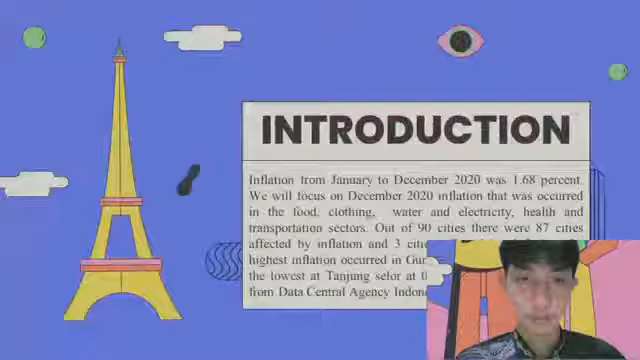 INTRODUCTION
Inflation from January to December 2020 was 1.68 percent.
We will focus on December 2020 inflation that was occurred
in the food, clothing, water and electricity, health and
transportation sectors. Out of 90 cities there were 87 cities
affected by inflation and 3
highest inflation occurred in
the lowest at Tanjung selor at
from Data Central Agency